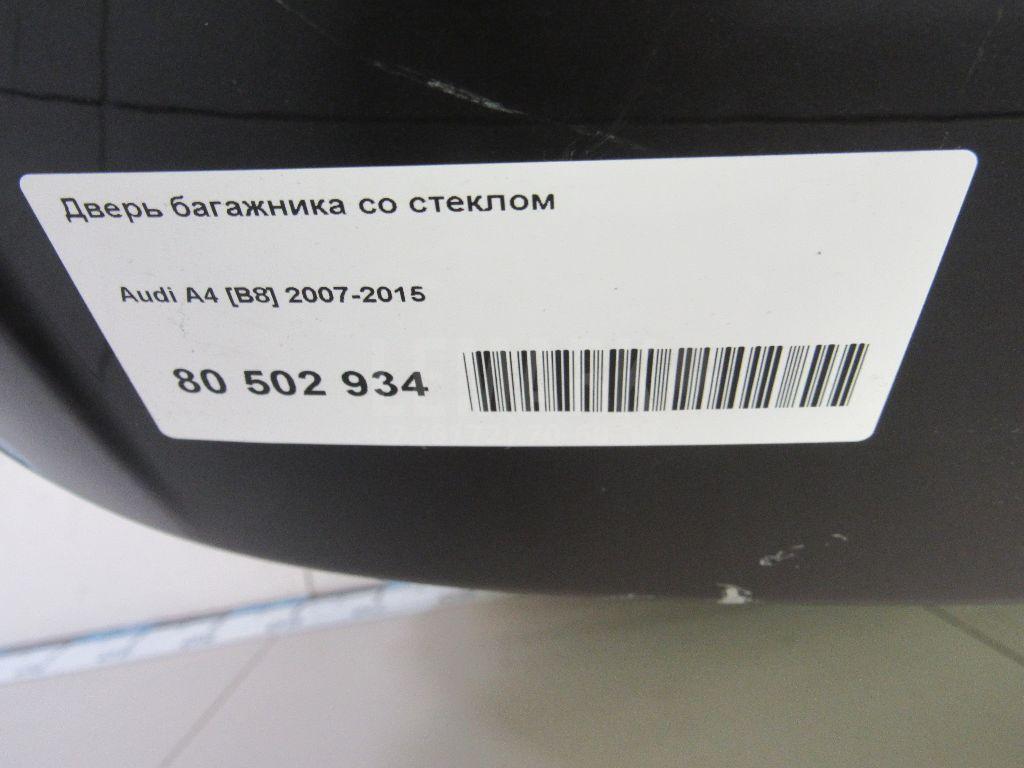 Дверь багажника со стеклом
Audi A4 [B8] 2007-2015
80 502 934